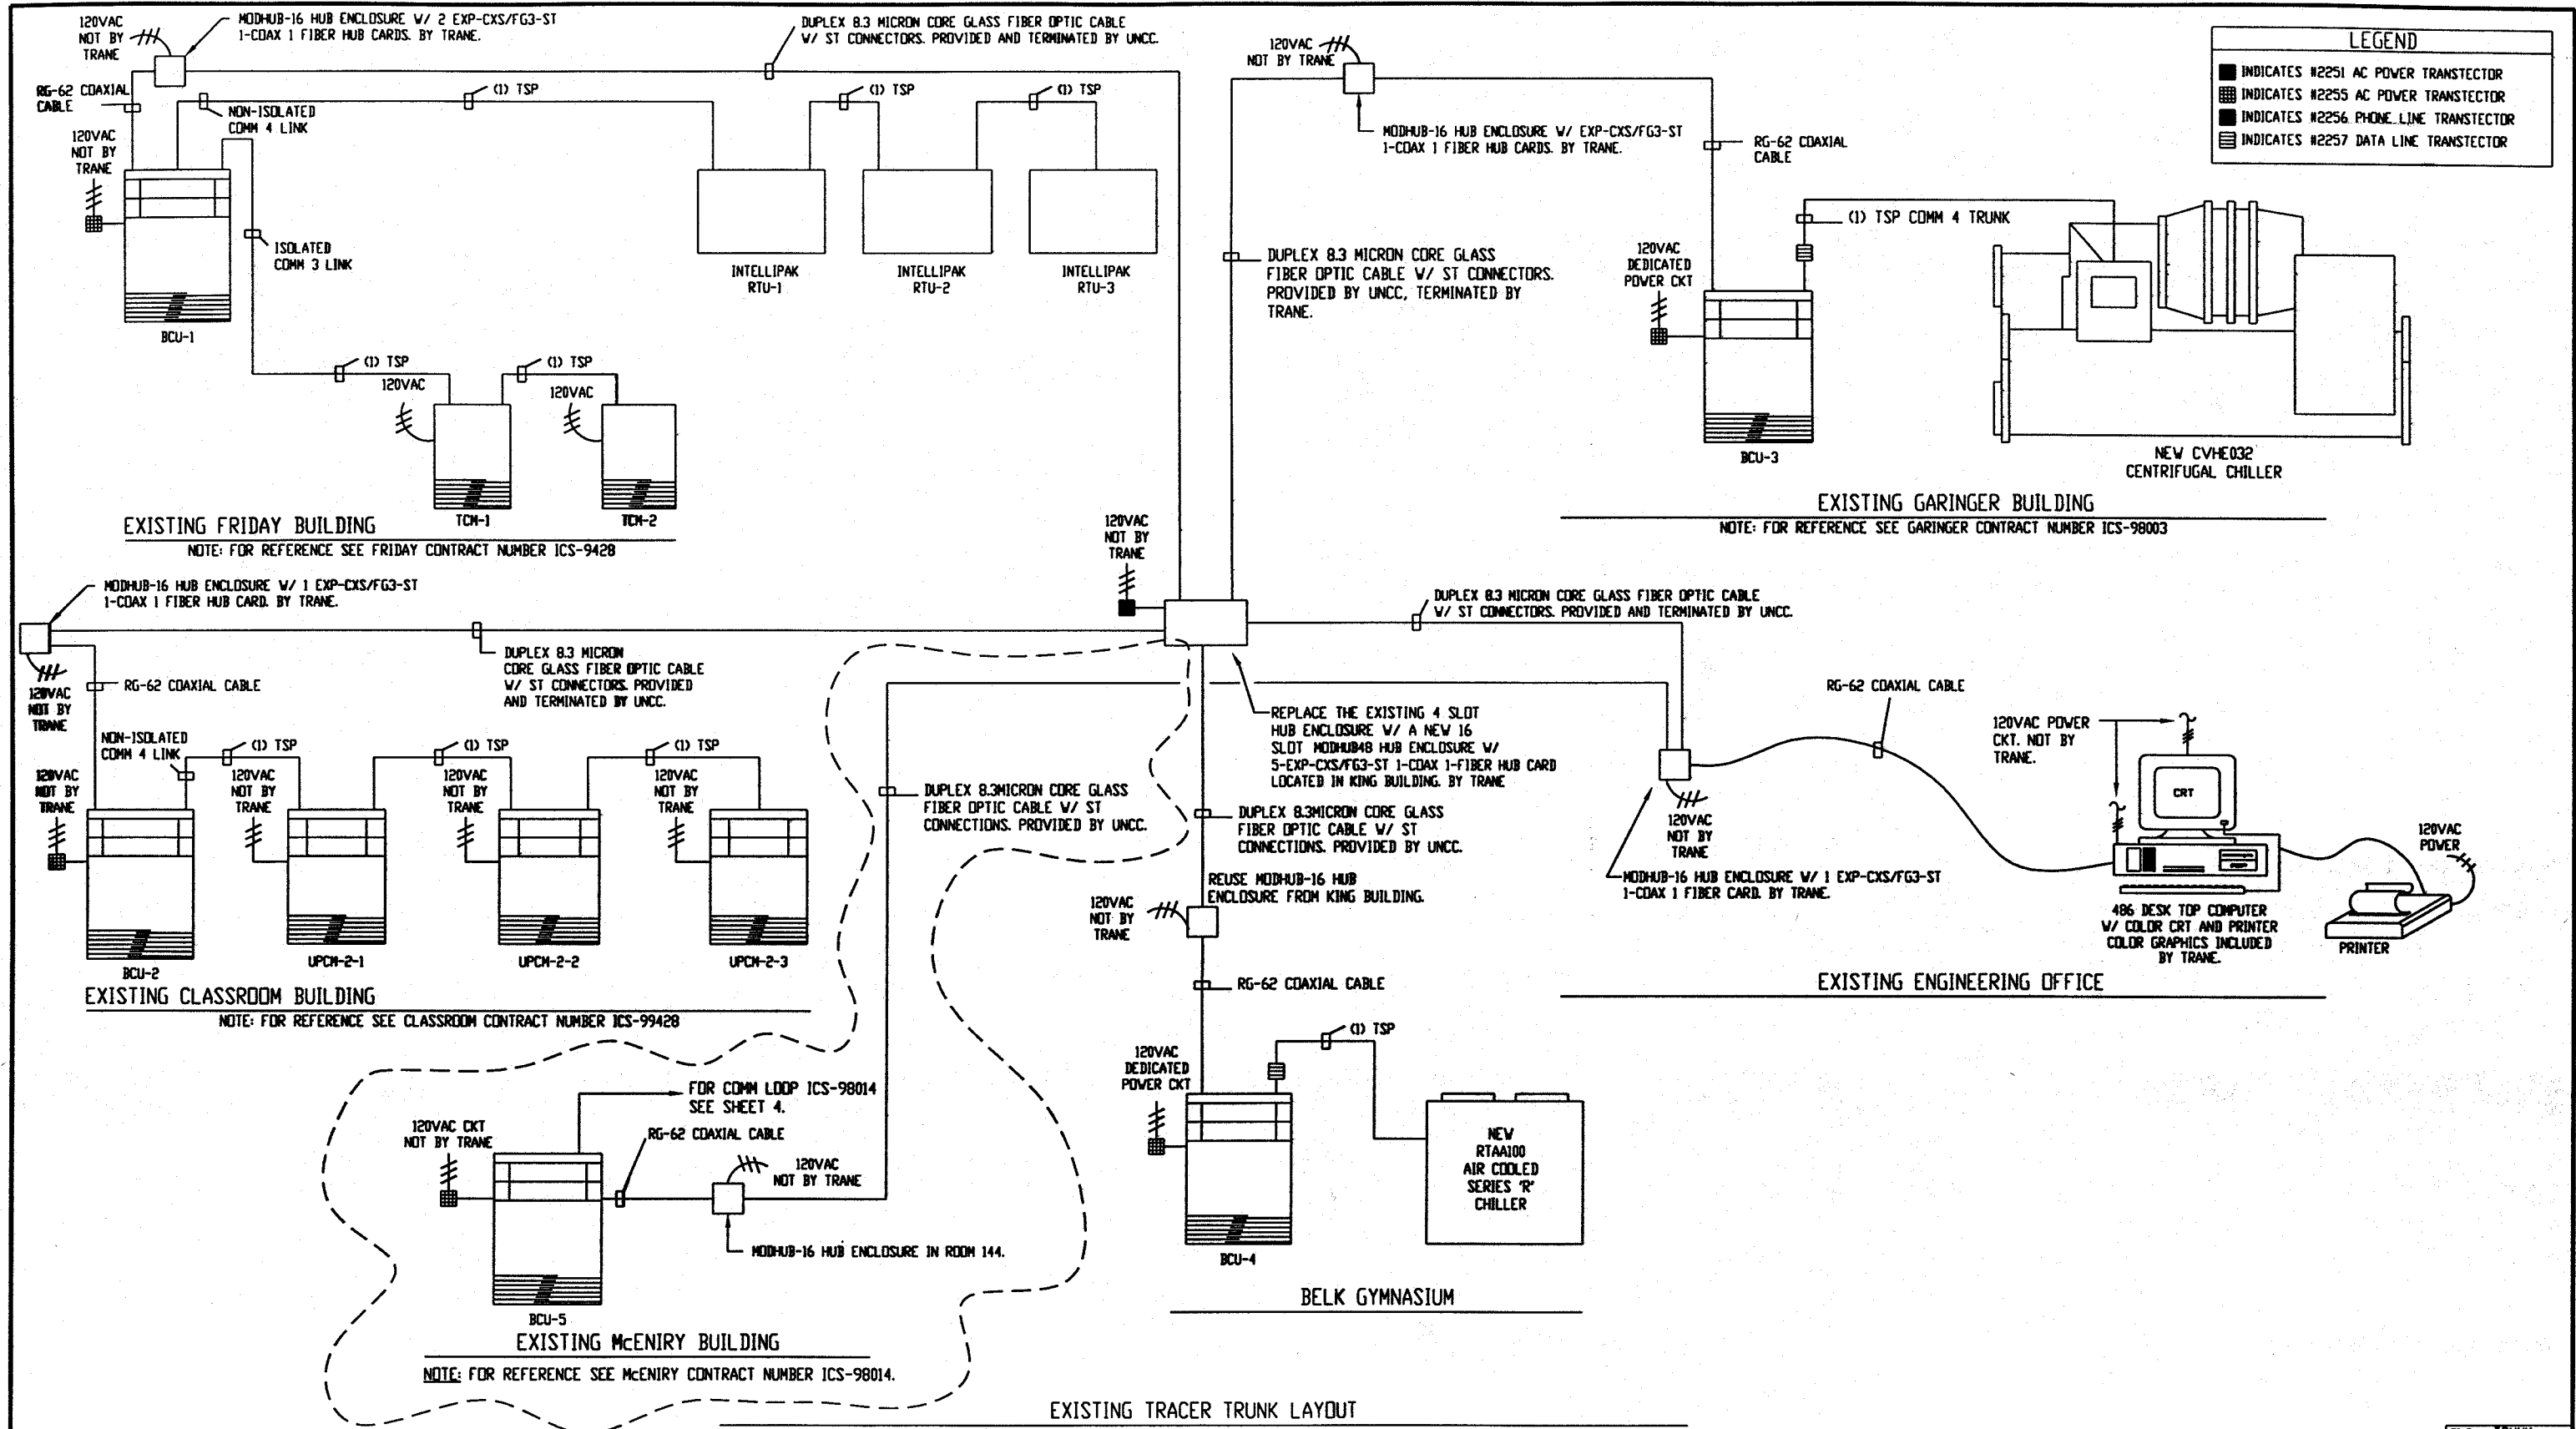 120VAC
NOT BY
TRANE
MODHUB-16 HUB ENCLOSURE W/ 2 EXP-CXS/FG3-ST
1-COAX 1 FIBER HUB CARDS. BY TRANE.
DUPLEX 8.3 MICRON CORE GLASS FIBER OPTIC CABLE
W/ ST CONNECTORS. PROVIDED AND TERMINATED BY UNCC.
RG-62 COAXIAL
CABLE
NON-ISOLATED
COMM 4 LINK
(1) TSP
(1) TSP
(1) TSP
120VAC
NOT BY
TRANE
ISOLATED
COMM 3 LINK
BCU-1
INTELLIPAK
RTU-1
INTELLIPAK
RTU-2
INTELLIPAK
RTU-3
(1) TSP
120VAC
(1) TSP
120VAC
TCM-1
TCM-2
EXISTING FRIDAY BUILDING
NOTE: FOR REFERENCE SEE FRIDAY CONTRACT NUMBER ICS-9428
120VAC
NOT BY TRANE
MODHUB-16 HUB ENCLOSURE W/ EXP-CXS/FG3-ST
1-COAX 1 FIBER HUB CARDS. BY TRANE.
RG-62 COAXIAL
CABLE
LEGEND
INDICATES #2251 AC POWER TRANSTECTOR
INDICATES #2255 AC POWER TRANSTECTOR
INDICATES #2256 PHONE LINE TRANSTECTOR
INDICATES #2257 DATA LINE TRANSTECTOR
(1) TSP COMM 4 TRUNK
DUPLEX 8.3 MICRON CORE GLASS
FIBER OPTIC CABLE W/ ST CONNECTORS.
PROVIDED BY UNCC, TERMINATED BY
TRANE.
120VAC
DEDICATED
POWER CKT
BCU-3
NEW CVHE032
CENTRIFUGAL CHILLER
EXISTING GARINGER BUILDING
NOTE: FOR REFERENCE SEE GARINGER CONTRACT NUMBER ICS-98003
120VAC
NOT BY
TRANE
MODHUB-16 HUB ENCLOSURE W/ 1 EXP-CXS/FG3-ST
1-COAX 1 FIBER HUB CARD. BY TRANE.
120VAC
NOT BY
TRANE
DUPLEX 8.3 MICRON
CORE GLASS FIBER OPTIC CABLE
W/ ST CONNECTORS. PROVIDED
AND TERMINATED BY UNCC.
RG-62 COAXIAL CABLE
NON-ISOLATED
COMM 4 LINK
(1) TSP
(1) TSP
(1) TSP
120VAC
NOT BY
TRANE
120VAC
NOT BY
TRANE
120VAC
NOT BY
TRANE
120VAC
NOT BY
TRANE
BCU-2
UPCM-2-1
UPCM-2-2
UPCM-2-3
EXISTING CLASSROOM BUILDING
NOTE: FOR REFERENCE SEE CLASSROOM CONTRACT NUMBER ICS-99428
DUPLEX 8.3 MICRON CORE GLASS FIBER OPTIC CABLE
W/ ST CONNECTORS. PROVIDED AND TERMINATED BY UNCC.
REPLACE THE EXISTING 4 SLOT
HUB ENCLOSURE W/ A NEW 16
SLOT MODHUB48 HUB ENCLOSURE W/
5-EXP-CXS/FG3-ST 1-COAX 1-FIBER HUB CARD
LOCATED IN KING BUILDING. BY TRANE
DUPLEX 8.3MICRON CORE GLASS
FIBER OPTIC CABLE W/ ST
CONNECTIONS. PROVIDED BY UNCC.
DUPLEX 8.3MICRON CORE GLASS
FIBER OPTIC CABLE W/ ST
CONNECTIONS. PROVIDED BY UNCC.
REUSE MODHUB-16 HUB
ENCLOSURE FROM KING BUILDING.
120VAC
NOT BY
TRANE
RG-62 COAXIAL CABLE
120VAC
DEDICATED
POWER CKT
(1) TSP
BCU-4
NEW
RTAA100
AIR COOLED
SERIES 'R'
CHILLER
BELK GYMNASIUM
RG-62 COAXIAL CABLE
120VAC POWER
CKT. NOT BY
TRANE.
CRT
120VAC
NOT BY
TRANE
MODHUB-16 HUB ENCLOSURE W/ 1 EXP-CXS/FG3-ST
1-COAX 1 FIBER CARD. BY TRANE.
120VAC
POWER
486 DESK TOP COMPUTER
W/ COLOR CRT AND PRINTER
COLOR GRAPHICS INCLUDED
BY TRANE.
PRINTER
EXISTING ENGINEERING OFFICE
FOR COMM LOOP ICS-98014
SEE SHEET 4.
120VAC CKT
NOT BY TRANE
RG-62 COAXIAL CABLE
120VAC
NOT BY TRANE
MODHUB-16 HUB ENCLOSURE IN ROOM 144.
BCU-5
EXISTING McENIRY BUILDING
NOTE: FOR REFERENCE SEE McENIRY CONTRACT NUMBER ICS-98014.
EXISTING TRACER TRUNK LAYOUT